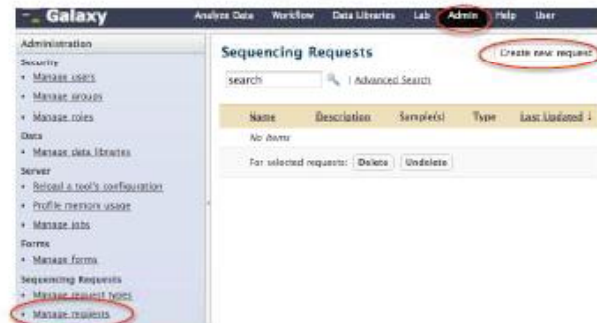 Galaxy
Analyze Data Workflow Data Libraries Lab Admin Help User
Administration
Security
Manage users
Manage groups
Manage roles
Data
Manage data libraries
Server
Reload a tool's configuration
Profile memory usage
Manage jobs
Forms
Manage forms
Sequencing Requests
Manage request types
Manage requests
Sequencing Requests
Create new request
search | Advanced Search
Name Description Sample(s) Type Last Updated ↓
No Items
For selected requests: Delete Undelete